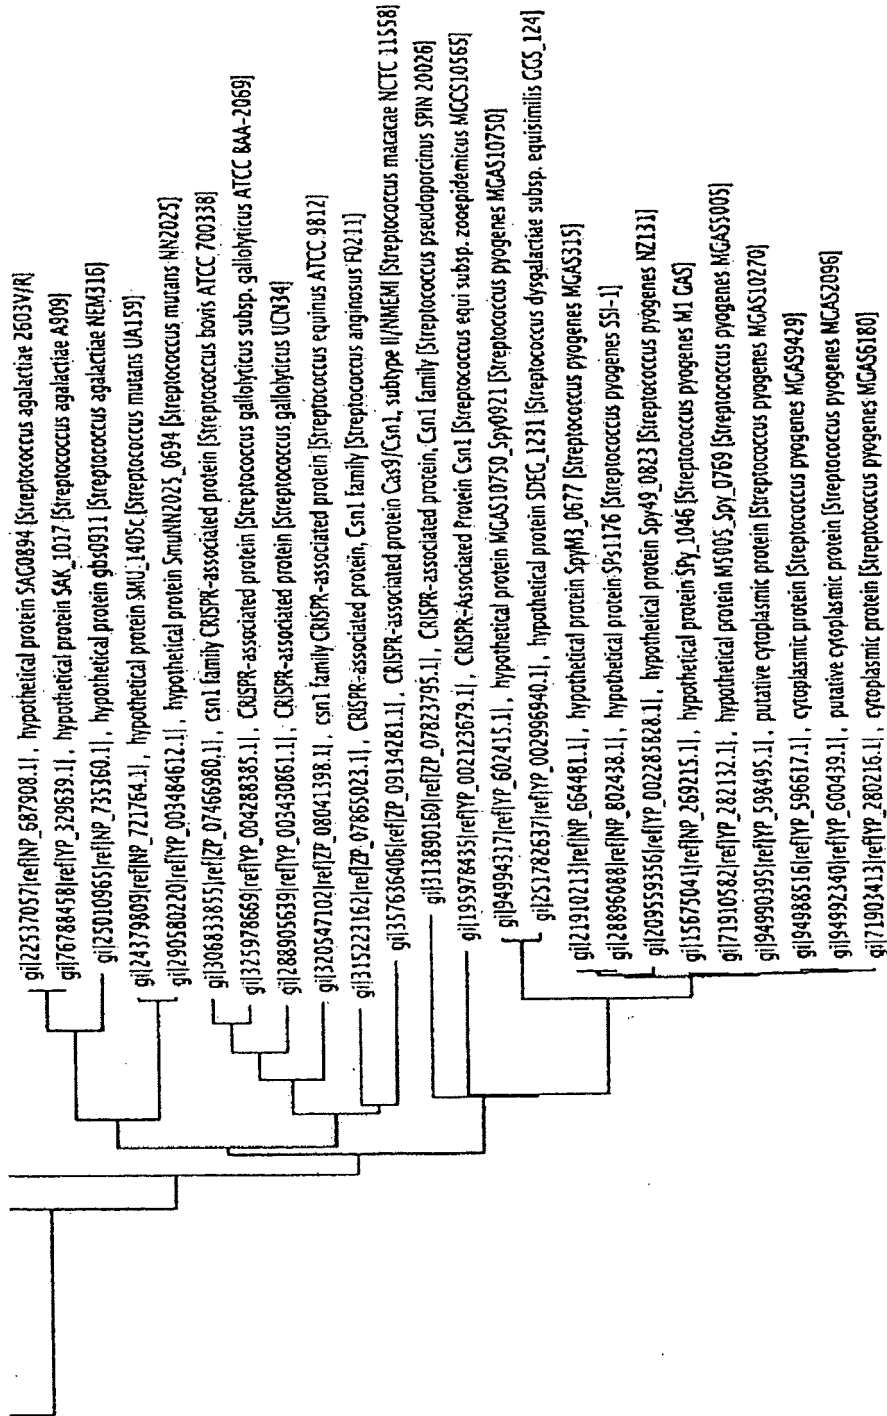 gi|22537057|ref|NP_687908.1|, hypothetical protein SAG0894 [Streptococcus agalactiae 2603V/R]
gi|76788458|ref|YP_329639.1|, hypothetical protein SAK_1017 [Streptococcus agalactiae A909]
gi|25010965|ref|NP_735360.1|, hypothetical protein gbs0911 [Streptococcus agalactiae NEM316]
gi|24379809|ref|NP_721764.1|, hypothetical protein SMU_1405c [Streptococcus mutans UA159]
gi|290580220|ref|YP_003484612.1|, hypothetical protein SmuNN2025_0694 [Streptococcus mutans NN2025]
gi|306833855|ref|ZP_07466980.1|, csn1 family CRISPR-associated protein [Streptococcus bovis ATCC 700338]
gi|325978669|ref|YP_004288385.1|, CRISPR-associated protein [Streptococcus gallolyticus subsp. gallolyticus ATCC BAA-2069]
gi|288905639|ref|YP_003430861.1|, CRISPR-associated protein [Streptococcus gallolyticus UCN34]
gi|320547102|ref|ZP_08041398.1|, csn1 family CRISPR-associated protein [Streptococcus equinus ATCC 9812]
gi|315223162|ref|ZP_07865023.1|, CRISPR-associated protein, Csn1 family [Streptococcus anginosus F0211]
gi|357636406|ref|ZP_09134281.1|, CRISPR-associated protein Cas9/Csn1, subtype II/NMEMI [Streptococcus macacae NCTC 11558]
gi|313890160|ref|ZP_07823795.1|, CRISPR-associated protein, Csn1 family [Streptococcus pseudoporcinus SPIN 20026]
gi|195978435|ref|YP_002123679.1|, CRISPR-Associated Protein Csn1 [Streptococcus equi subsp. zooepidemicus MGCS10565]
gi|94994317|ref|YP_602415.1|, hypothetical protein MGAS10750_Spy0921 [Streptococcus pyogenes MGAS10750]
gi|251782637|ref|YP_002996940.1|, hypothetical protein SDEG_1231 [Streptococcus dysgalactiae subsp. equisimilis GGS_124]
gi|21910213|ref|NP_664481.1|, hypothetical protein SpyM3_0677 [Streptococcus pyogenes MGAS315]
gi|28896088|ref|NP_802438.1|, hypothetical protein SPs1176 [Streptococcus pyogenes SSI-1]
gi|209559356|ref|YP_002285828.1|, hypothetical protein Spy49_0823 [Streptococcus pyogenes NZ131]
gi|15675041|ref|NP_269215.1|, hypothetical protein SPy_1046 [Streptococcus pyogenes M1 GAS]
gi|71910582|ref|YP_282132.1|, hypothetical protein M5005_Spy_0769 [Streptococcus pyogenes MGAS5005]
gi|94990395|ref|YP_598495.1|, putative cytoplasmic protein [Streptococcus pyogenes MGAS10270]
gi|94988516|ref|YP_596617.1|, cytoplasmic protein [Streptococcus pyogenes MGAS9429]
gi|94992340|ref|YP_600439.1|, putative cytoplasmic protein [Streptococcus pyogenes MGAS2096]
gi|71903413|ref|YP_280216.1|, cytoplasmic protein [Streptococcus pyogenes MGAS6180]